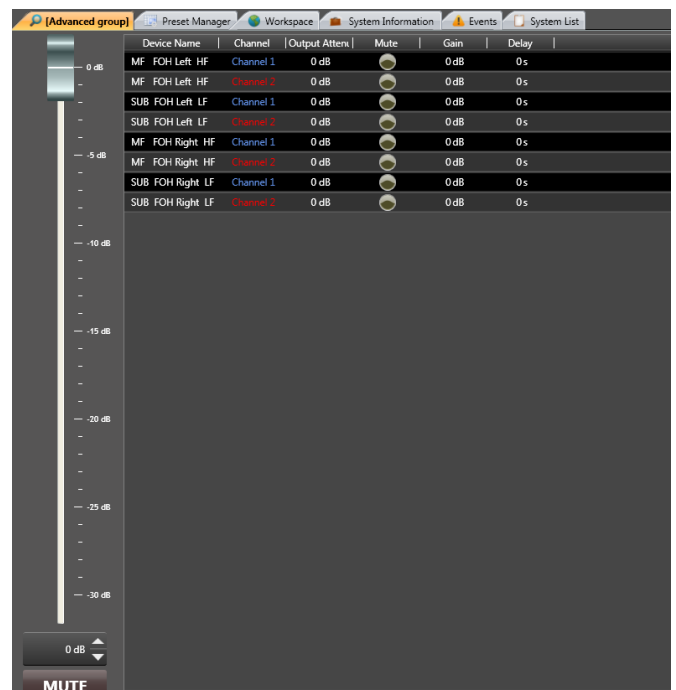 [Advanced group] Preset Manager Workspace System Information Events System List
Device Name Channel Output Attenu Mute Gain Delay
0 dB
MF FOH Left HF Channel 1 0 dB 0 dB 0 s
MF FOH Left HF Channel 2 0 dB 0 dB 0 s
SUB FOH Left LF Channel 1 0 dB 0 dB 0 s
SUB FOH Left LF Channel 2 0 dB 0 dB 0 s
MF FOH Right HF Channel 1 0 dB 0 dB 0 s
-5 dB
MF FOH Right HF Channel 2 0 dB 0 dB 0 s
SUB FOH Right LF Channel 1 0 dB 0 dB 0 s
SUB FOH Right LF Channel 2 0 dB 0 dB 0 s
-10 dB
-15 dB
-20 dB
-25 dB
-30 dB
0 dB
MUTE